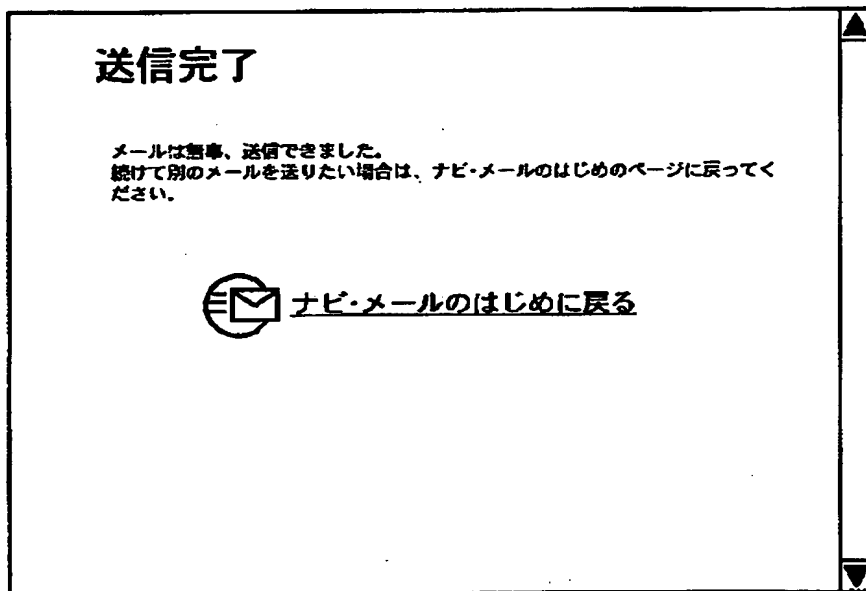 送信完了
メールは無事、送信できました。
続けて別のメールを送りたい場合は、ナビ・メールのはじめのページに戻ってく
ださい。
ナビ・メールのはじめに戻る